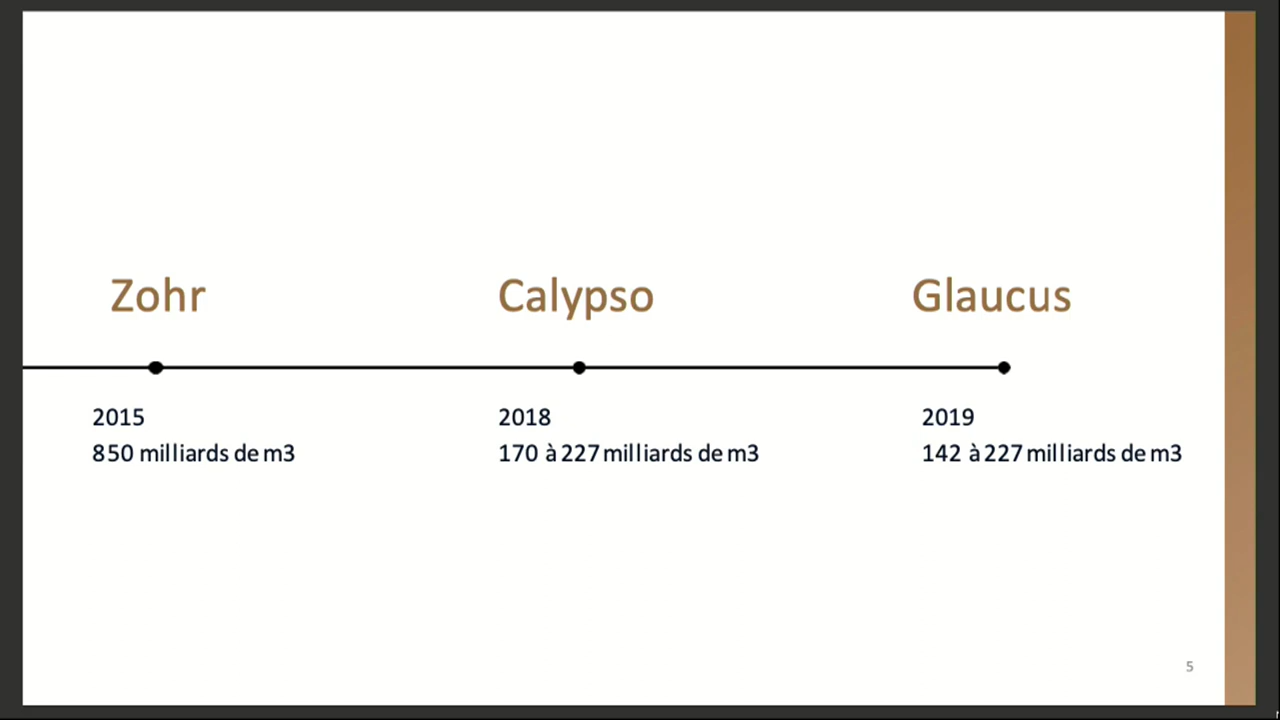 Zohr
Calypso
Glaucus
2015
850 milliards de m3
2018
170 à 227 milliards de m3
2019
142 à 227 milliards de m3
5